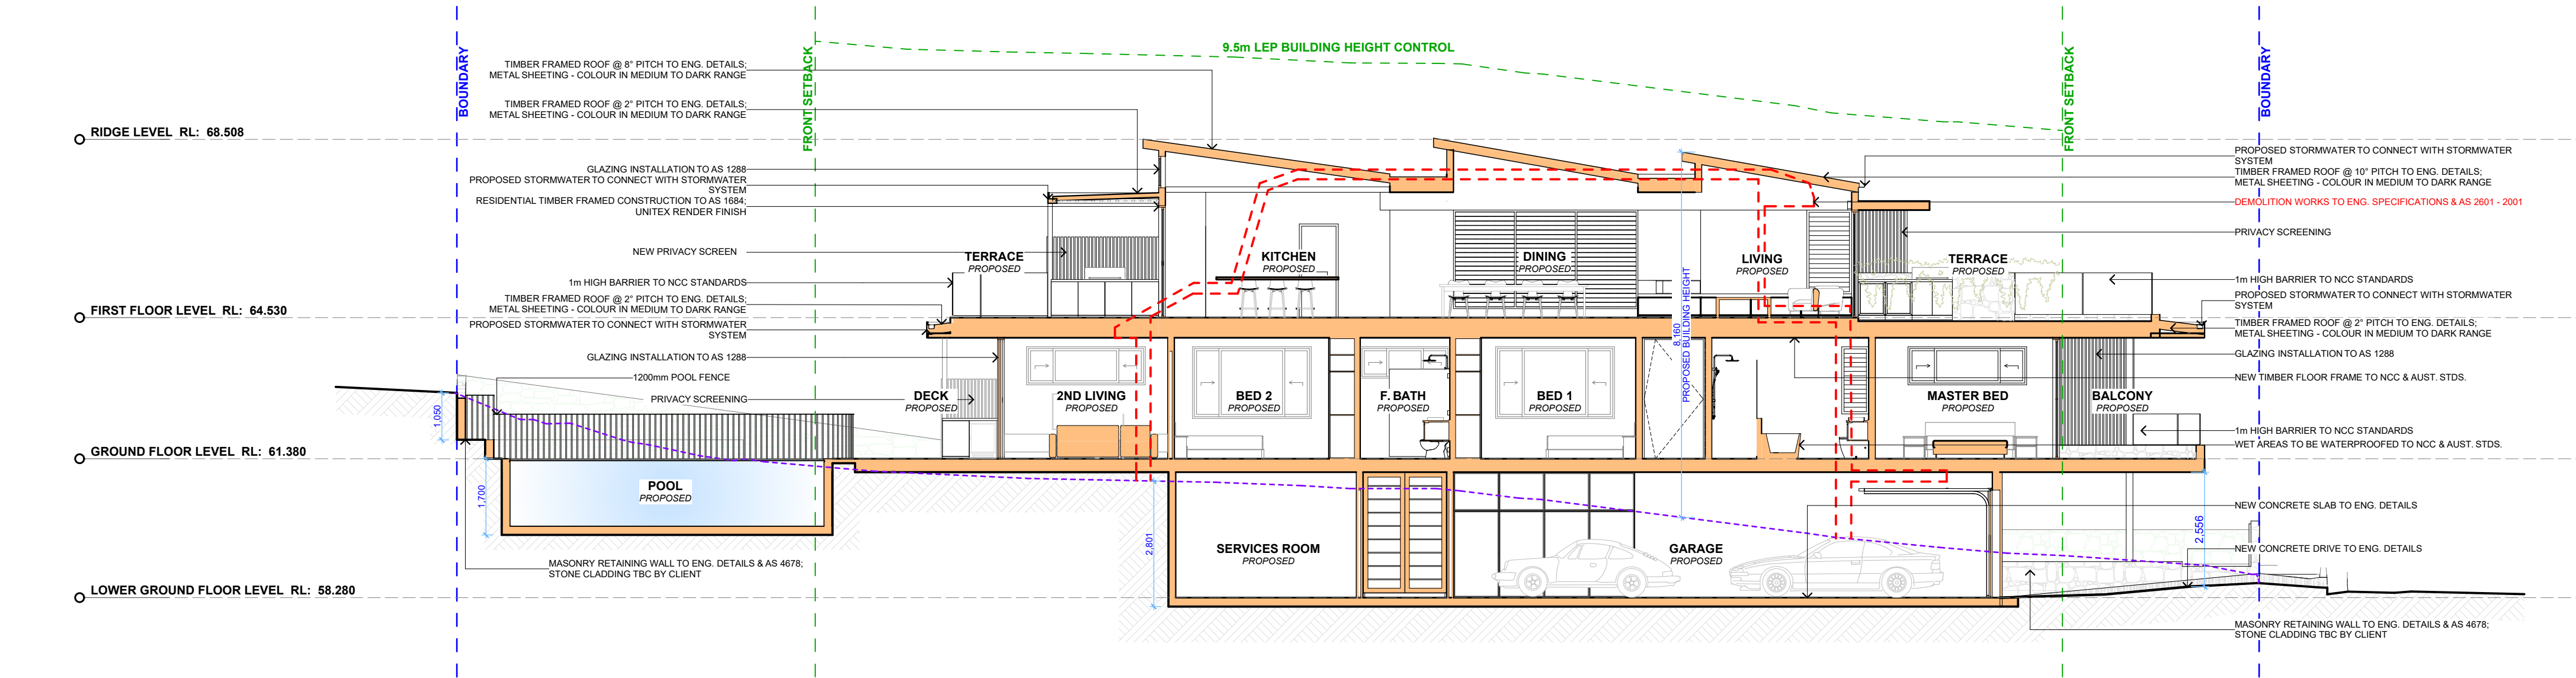 BOUNDARY
FRONT SETBACK
9.5m LEP BUILDING HEIGHT CONTROL
FRONT SETBACK
BOUNDARY
TIMBER FRAMED ROOF @ 8° PITCH TO ENG. DETAILS;
METAL SHEETING - COLOUR IN MEDIUM TO DARK RANGE
TIMBER FRAMED ROOF @ 2° PITCH TO ENG. DETAILS;
METAL SHEETING - COLOUR IN MEDIUM TO DARK RANGE
RIDGE LEVEL RL: 68.508
GLAZING INSTALLATION TO AS 1288
PROPOSED STORMWATER TO CONNECT WITH STORMWATER
SYSTEM
RESIDENTIAL TIMBER FRAMED CONSTRUCTION TO AS 1684;
UNITEX RENDER FINISH
NEW PRIVACY SCREEN
1m HIGH BARRIER TO NCC STANDARDS
TIMBER FRAMED ROOF @ 2° PITCH TO ENG. DETAILS;
METAL SHEETING - COLOUR IN MEDIUM TO DARK RANGE
FIRST FLOOR LEVEL RL: 64.530
PROPOSED STORMWATER TO CONNECT WITH STORMWATER
SYSTEM
GLAZING INSTALLATION TO AS 1288
1200mm POOL FENCE
PRIVACY SCREENING
TERRACE
PROPOSED
KITCHEN
PROPOSED
DINING
PROPOSED
LIVING
PROPOSED
TERRACE
PROPOSED
8,160
PROPOSED BUILDING HEIGHT
DECK
PROPOSED
2ND LIVING
PROPOSED
BED 2
PROPOSED
F. BATH
PROPOSED
BED 1
PROPOSED
MASTER BED
PROPOSED
BALCONY
PROPOSED
1,050
GROUND FLOOR LEVEL RL: 61.380
POOL
PROPOSED
1,700
2,801
SERVICES ROOM
PROPOSED
GARAGE
PROPOSED
2,556
MASONRY RETAINING WALL TO ENG. DETAILS & AS 4678;
STONE CLADDING TBC BY CLIENT
LOWER GROUND FLOOR LEVEL RL: 58.280
PROPOSED STORMWATER TO CONNECT WITH STORMWATER
SYSTEM
TIMBER FRAMED ROOF @ 10° PITCH TO ENG. DETAILS;
METAL SHEETING - COLOUR IN MEDIUM TO DARK RANGE
DEMOLITION WORKS TO ENG. SPECIFICATIONS & AS 2601 - 2001
PRIVACY SCREENING
1m HIGH BARRIER TO NCC STANDARDS
PROPOSED STORMWATER TO CONNECT WITH STORMWATER
SYSTEM
TIMBER FRAMED ROOF @ 2° PITCH TO ENG. DETAILS;
METAL SHEETING - COLOUR IN MEDIUM TO DARK RANGE
GLAZING INSTALLATION TO AS 1288
NEW TIMBER FLOOR FRAME TO NCC & AUST. STDS.
1m HIGH BARRIER TO NCC STANDARDS
WET AREAS TO BE WATERPROOFED TO NCC & AUST. STDS.
NEW CONCRETE SLAB TO ENG. DETAILS
NEW CONCRETE DRIVE TO ENG. DETAILS
MASONRY RETAINING WALL TO ENG. DETAILS & AS 4678;
STONE CLADDING TBC BY CLIENT